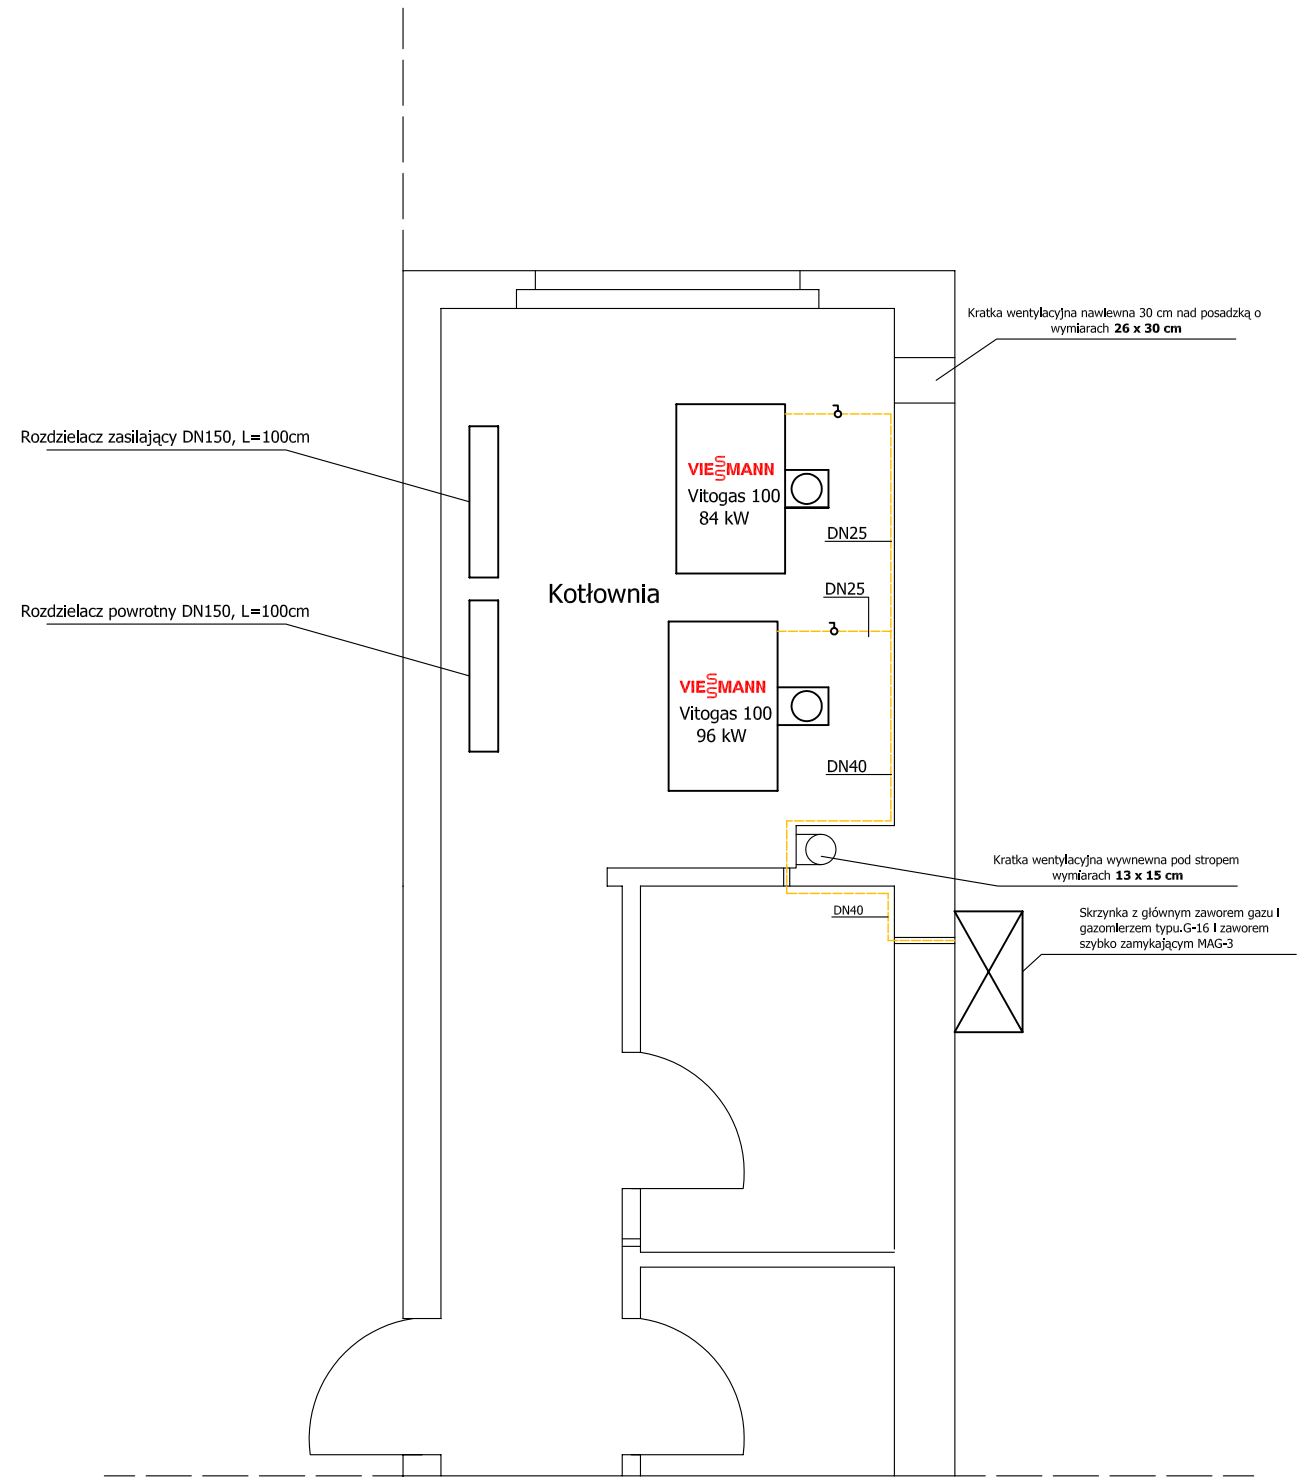 Kratka wentylacyjna nawiewna 30 cm nad posadzką o
wymiarach 26 x 30 cm
Rozdzielacz zasilający DN150, L=100cm
VIESSMANN
Vitogas 100
84 kW
DN25
Kotłownia
DN25
Rozdzielacz powrotny DN150, L=100cm
VIESSMANN
Vitogas 100
96 kW
DN40
Kratka wentylacyjna wywnewna pod stropem
wymiarach 13 x 15 cm
DN40
Skrzynka z głównym zaworem gazu i
gazomierzem typu.G-16 i zaworem
szybko zamykającym MAG-3